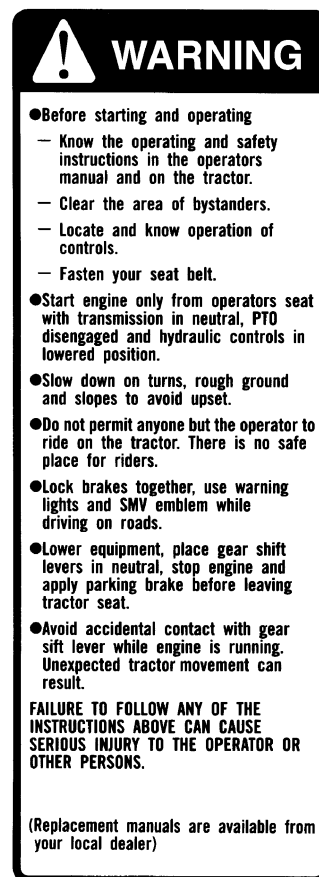 WARNING
●Before starting and operating
— Know the operating and safety
instructions in the operators
manual and on the tractor.
— Clear the area of bystanders.
— Locate and know operation of
controls.
— Fasten your seat belt.
●Start engine only from operators seat
with transmission in neutral, PTO
disengaged and hydraulic controls in
lowered position.
●Slow down on turns, rough ground
and slopes to avoid upset.
●Do not permit anyone but the operator to
ride on the tractor. There is no safe
place for riders.
●Lock brakes together, use warning
lights and SMV emblem while
driving on roads.
●Lower equipment, place gear shift
levers in neutral, stop engine and
apply parking brake before leaving
tractor seat.
●Avoid accidental contact with gear
sift lever while engine is running.
Unexpected tractor movement can
result.
FAILURE TO FOLLOW ANY OF THE
INSTRUCTIONS ABOVE CAN CAUSE
SERIOUS INJURY TO THE OPERATOR OR
OTHER PERSONS.
(Replacement manuals are available from
your local dealer)